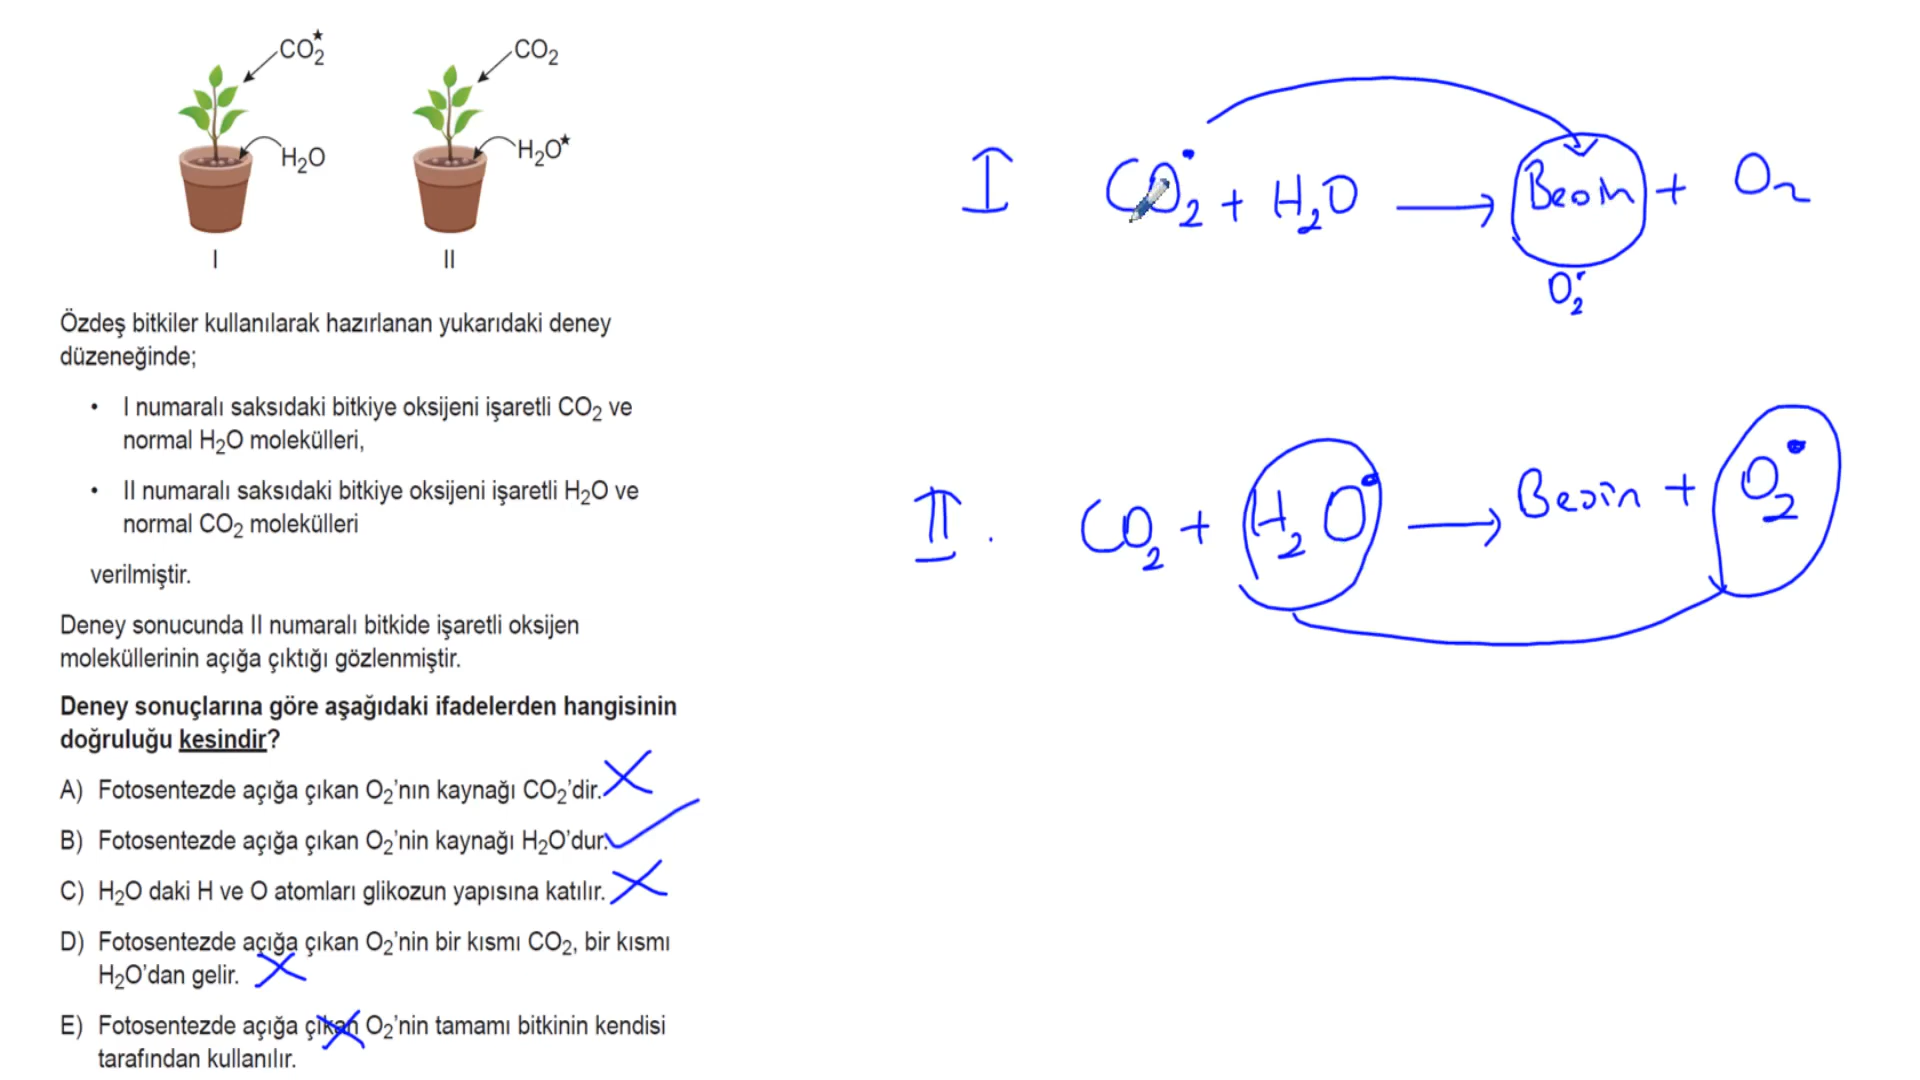 CO₂★
H₂O
I
CO₂
H₂O★
II
Özdeş bitkiler kullanılarak hazırlanan yukarıdaki deney
düzeneğinde;
• I numaralı saksıdaki bitkiye oksijeni işaretli CO₂ ve
normal H₂O molekülleri,
• II numaralı saksıdaki bitkiye oksijeni işaretli H₂O ve
normal CO₂ molekülleri
verilmiştir.
Deney sonucunda II numaralı bitkide işaretli oksijen
moleküllerinin açığa çıktığı gözlenmiştir.
Deney sonuçlarına göre aşağıdaki ifadelerden hangisinin
doğruluğu kesindir?
A) Fotosentezde açığa çıkan O₂’nın kaynağı CO₂’dir.
B) Fotosentezde açığa çıkan O₂’nin kaynağı H₂O’dur.
C) H₂O daki H ve O atomları glikozun yapısına katılır.
D) Fotosentezde açığa çıkan O₂’nin bir kısmı CO₂, bir kısmı
H₂O’dan gelir.
E) Fotosentezde açığa çıkan O₂’nin tamamı bitkinin kendisi
tarafından kullanılır.
I CO₂• + H₂O → Besin + O₂
O₂•
II. CO₂ + H₂O• → Besin + O₂•